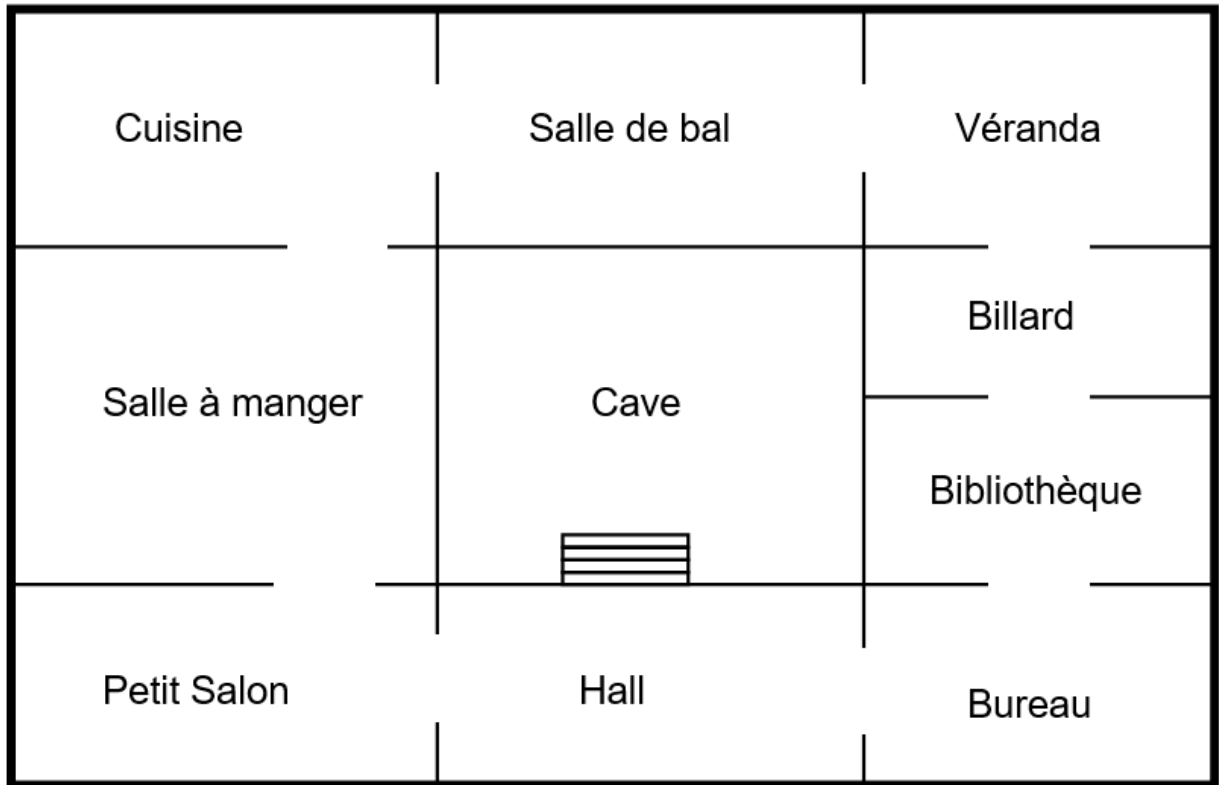 Cuisine
Salle de bal
Véranda
Billard
Salle à manger
Cave
Bibliothèque
Petit Salon
Hall
Bureau